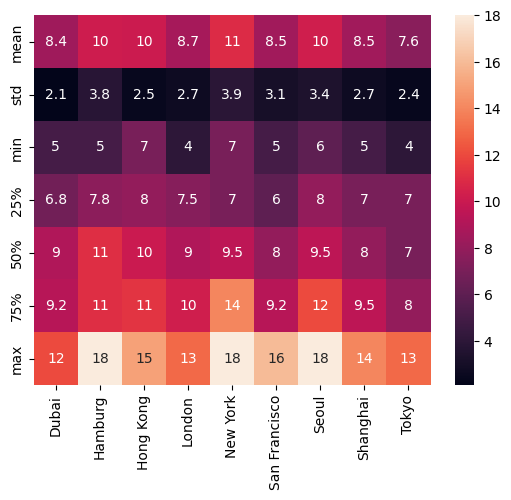 18
mean 8.4 10 10 8.7 11 8.5 10 8.5 7.6
16
std 2.1 3.8 2.5 2.7 3.9 3.1 3.4 2.7 2.4
14
min 5 5 7 4 7 5 6 5 4
12
25% 6.8 7.8 8 7.5 7 6 8 7 7
10
50% 9 11 10 9 9.5 8 9.5 8 7
8
75% 9.2 11 11 10 14 9.2 12 9.5 8
6
max 12 18 15 13 18 16 18 14 13
4
Dubai
Hamburg
Hong Kong
London
New York
San Francisco
Seoul
Shanghai
Tokyo